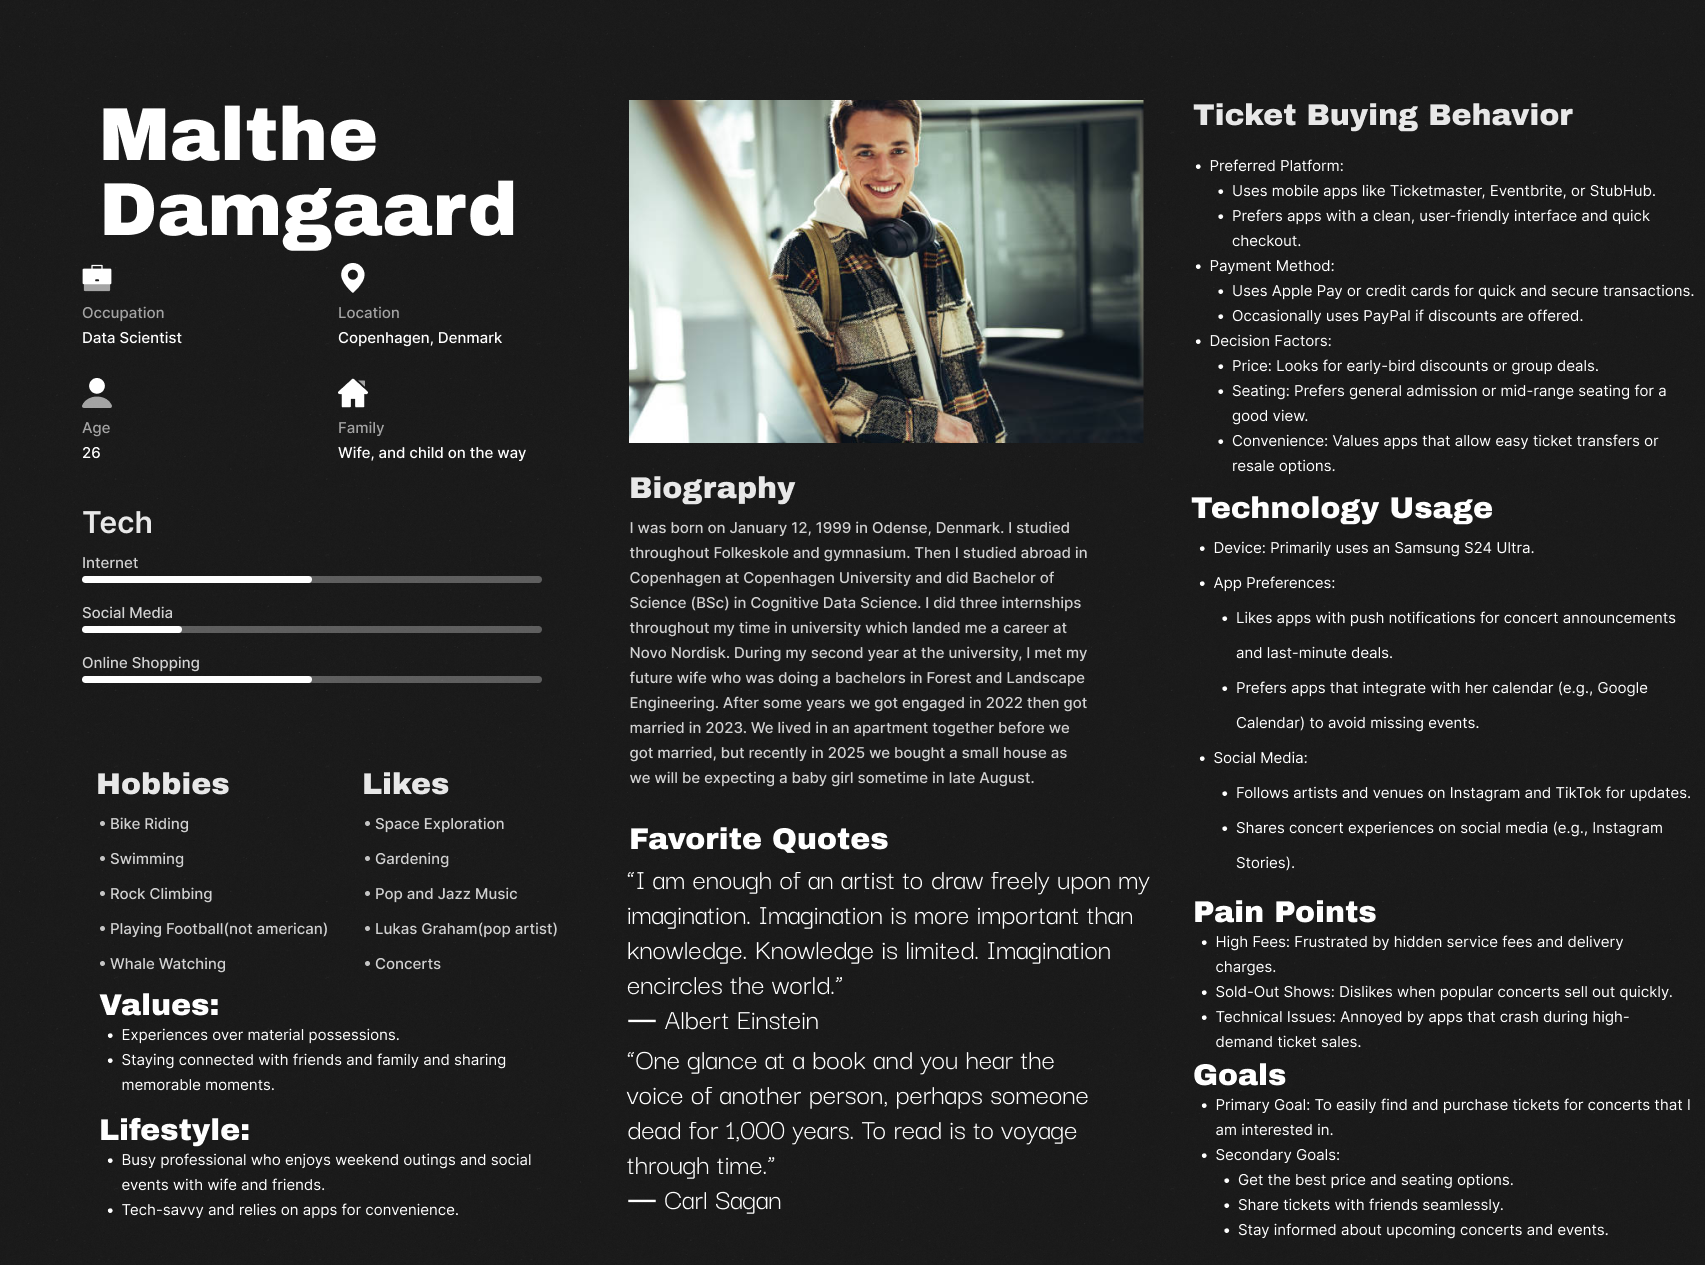 Malthe
Damgaard
Occupation
Data Scientist
Location
Copenhagen, Denmark
Age
26
Family
Wife, and child on the way
Tech
Internet
Social Media
Online Shopping
Hobbies
• Bike Riding
• Swimming
• Rock Climbing
• Playing Football(not american)
• Whale Watching
Likes
• Space Exploration
• Gardening
• Pop and Jazz Music
• Lukas Graham(pop artist)
• Concerts
Values:
• Experiences over material possessions.
• Staying connected with friends and family and sharing
memorable moments.
Lifestyle:
• Busy professional who enjoys weekend outings and social
events with wife and friends.
• Tech-savvy and relies on apps for convenience.
Biography
I was born on January 12, 1999 in Odense, Denmark. I studied
throughout Folkeskole and gymnasium. Then I studied abroad in
Copenhagen at Copenhagen University and did Bachelor of
Science (BSc) in Cognitive Data Science. I did three internships
throughout my time in university which landed me a career at
Novo Nordisk. During my second year at the university, I met my
future wife who was doing a bachelors in Forest and Landscape
Engineering. After some years we got engaged in 2022 then got
married in 2023. We lived in an apartment together before we
got married, but recently in 2025 we bought a small house as
we will be expecting a baby girl sometime in late August.
Favorite Quotes
“I am enough of an artist to draw freely upon my
imagination. Imagination is more important than
knowledge. Knowledge is limited. Imagination
encircles the world.”
― Albert Einstein
“One glance at a book and you hear the
voice of another person, perhaps someone
dead for 1,000 years. To read is to voyage
through time.”
― Carl Sagan
Ticket Buying Behavior
• Preferred Platform:
• Uses mobile apps like Ticketmaster, Eventbrite, or StubHub.
• Prefers apps with a clean, user-friendly interface and quick
checkout.
• Payment Method:
• Uses Apple Pay or credit cards for quick and secure transactions.
• Occasionally uses PayPal if discounts are offered.
• Decision Factors:
• Price: Looks for early-bird discounts or group deals.
• Seating: Prefers general admission or mid-range seating for a
good view.
• Convenience: Values apps that allow easy ticket transfers or
resale options.
Technology Usage
• Device: Primarily uses an Samsung S24 Ultra.
• App Preferences:
• Likes apps with push notifications for concert announcements
and last-minute deals.
• Prefers apps that integrate with her calendar (e.g., Google
Calendar) to avoid missing events.
• Social Media:
• Follows artists and venues on Instagram and TikTok for updates.
• Shares concert experiences on social media (e.g., Instagram
Stories).
Pain Points
• High Fees: Frustrated by hidden service fees and delivery
charges.
• Sold-Out Shows: Dislikes when popular concerts sell out quickly.
• Technical Issues: Annoyed by apps that crash during high-
demand ticket sales.
Goals
• Primary Goal: To easily find and purchase tickets for concerts that I
am interested in.
• Secondary Goals:
• Get the best price and seating options.
• Share tickets with friends seamlessly.
• Stay informed about upcoming concerts and events.